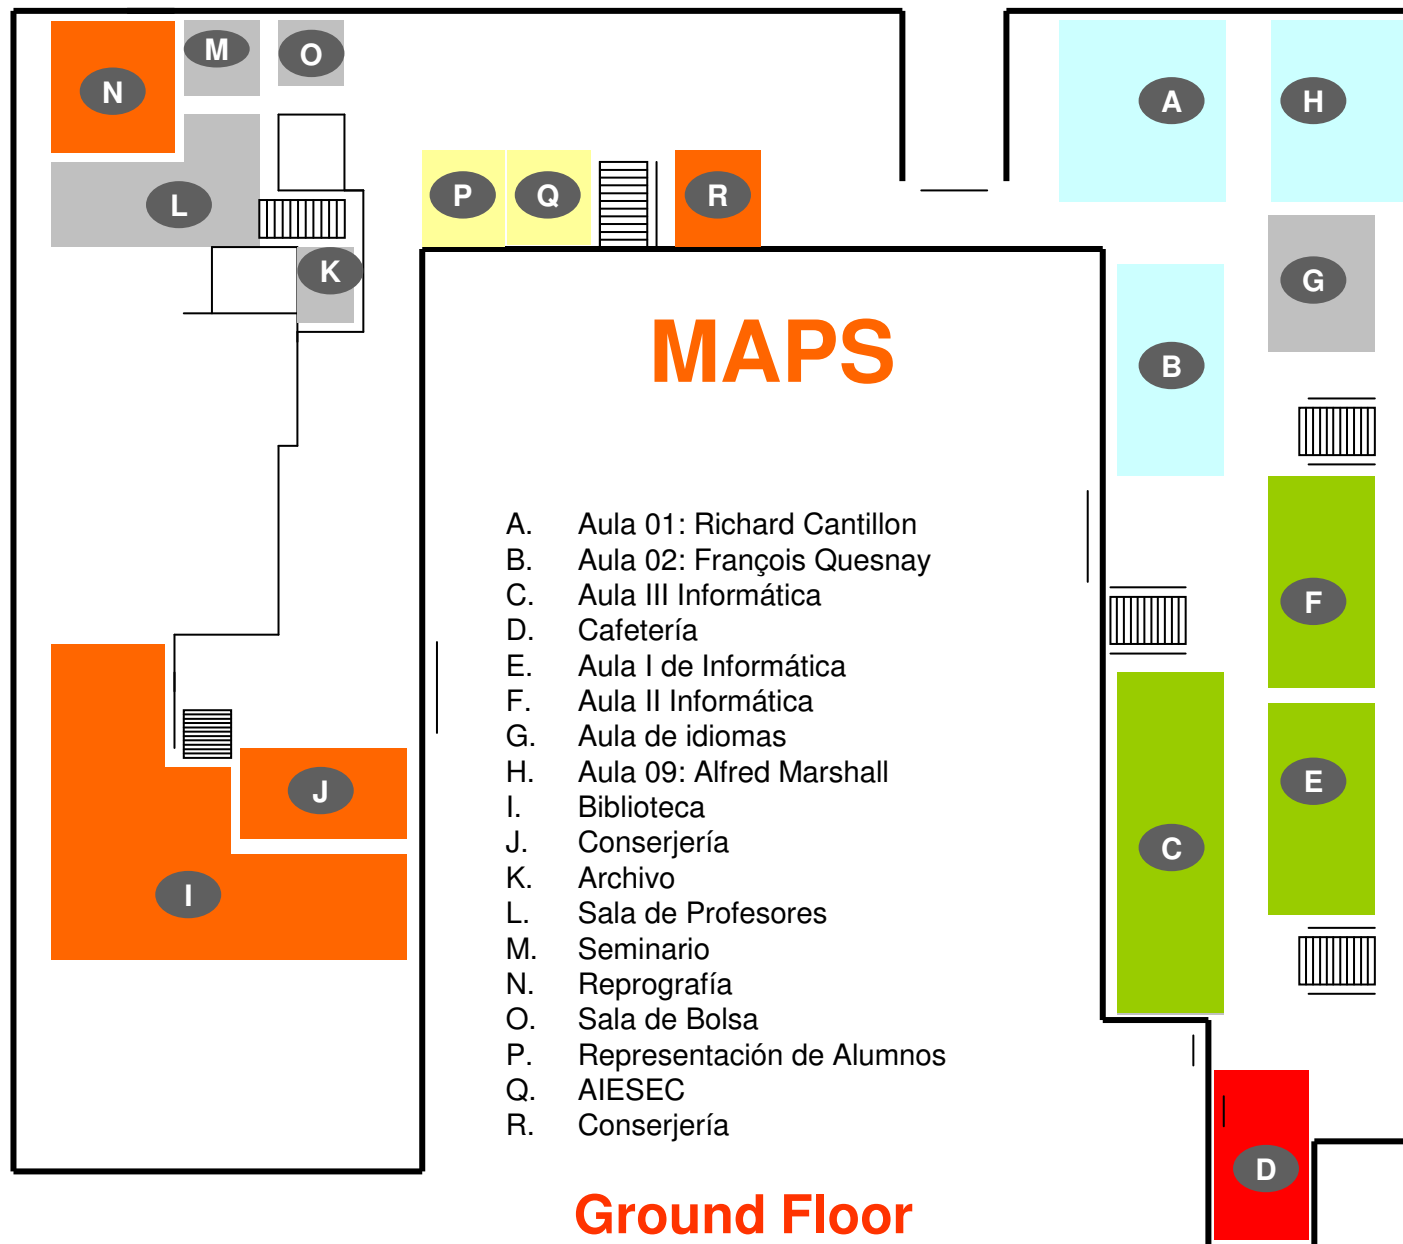 M
O
N
A
H
L
P
Q
R
K
G
MAPS
B
A. Aula 01: Richard Cantillon
B. Aula 02: François Quesnay
C. Aula III Informática
D. Cafetería
E. Aula I de Informática
F. Aula II Informática
G. Aula de idiomas
H. Aula 09: Alfred Marshall
I. Biblioteca
J. Conserjería
K. Archivo
L. Sala de Profesores
M. Seminario
N. Reprografía
O. Sala de Bolsa
P. Representación de Alumnos
Q. AIESEC
R. Conserjería
F
E
J
C
I
D
Ground Floor